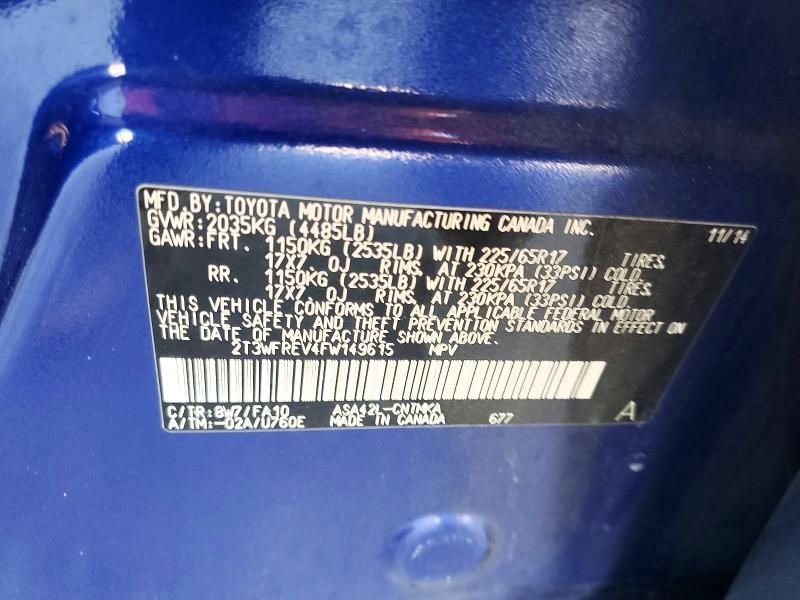 MFD.BY:TOYOTA MOTOR MANUFACTURING CANADA INC.
GVWR:2035KG (4485LB) 11/14
GAWR:FRT. 1150KG (2535LB) WITH 225/65R17 TIRES,
17X7.0J RIMS, AT 230KPA (33PSI) COLD.
RR. 1150KG (2535LB) WITH 225/65R17 TIRES,
17X7.0J RIMS, AT 230KPA (33PSI) COLD.
THIS VEHICLE CONFORMS TO ALL APPLICABLE FEDERAL MOTOR
VEHICLE SAFETY AND THEFT PREVENTION STANDARDS IN EFFECT ON
THE DATE OF MANUFACTURE SHOWN ABOVE.
2T3WFREV4FW149615 MPV
C/TR:8W7/FA10 ASA42L-CNTMKA
A/TM:-02A/U760E MADE IN CANADA 677 A